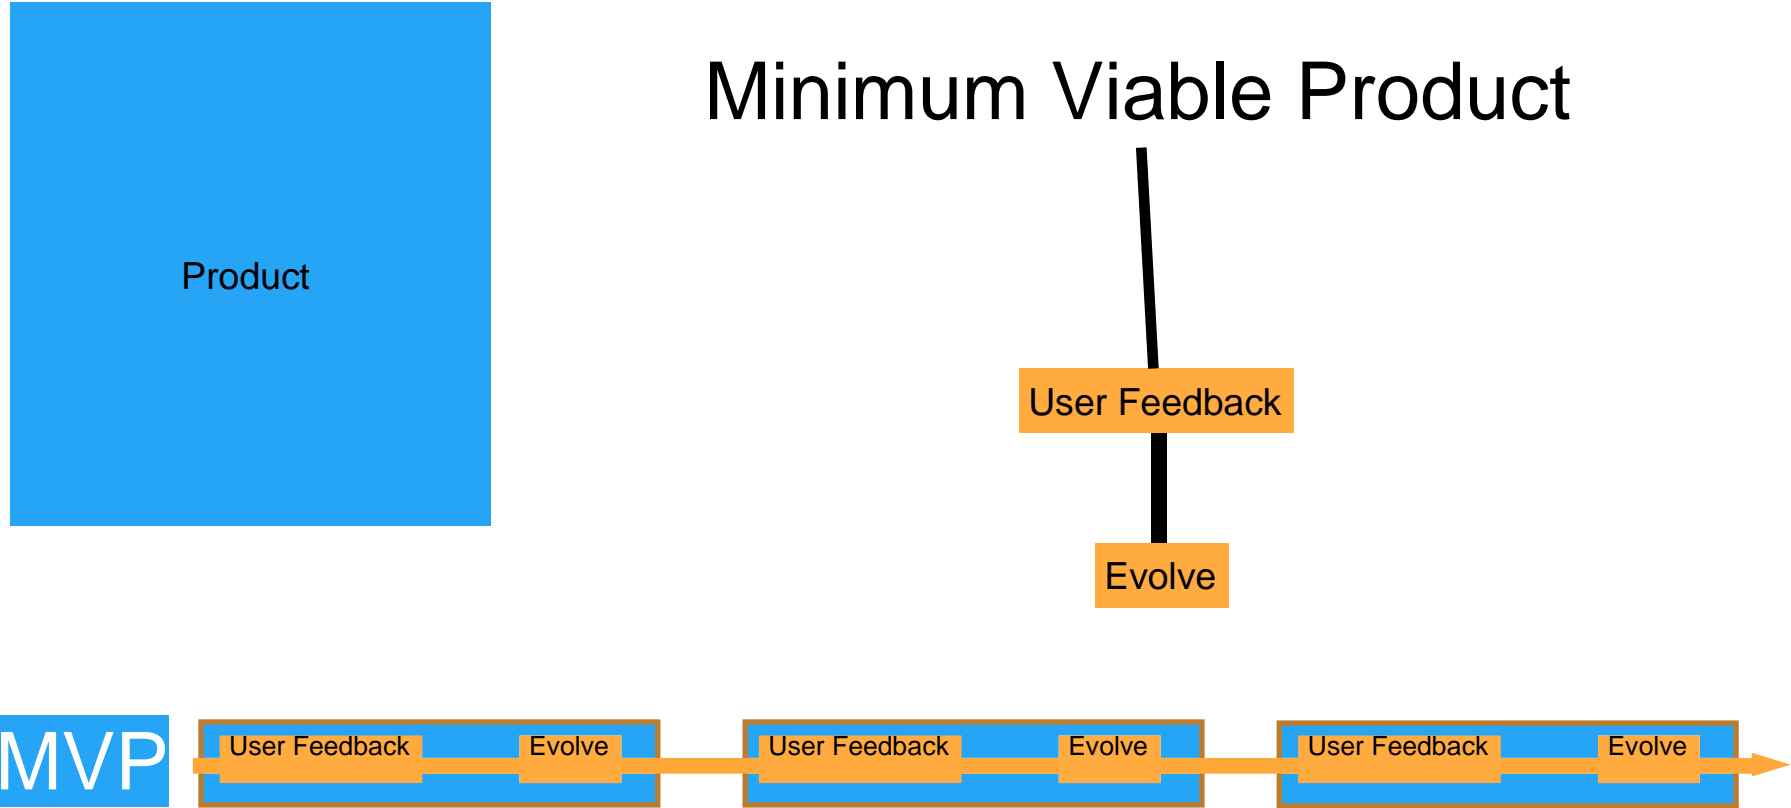 Minimum Viable Product
Product
User Feedback
Evolve
MVP
User Feedback
Evolve
User Feedback
Evolve
User Feedback
Evolve